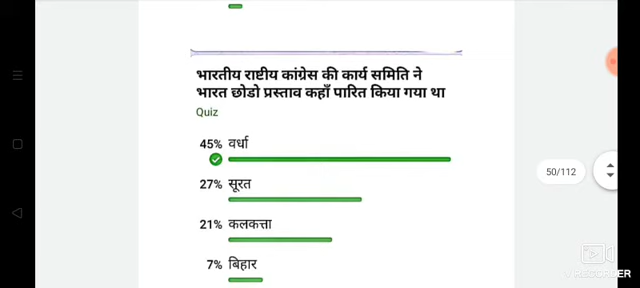 भारतीय राष्टीय कांग्रेस की कार्य समिति ने
भारत छोडो प्रस्ताव कहाँ पारित किया गया था
Quiz
45% वर्धा
27% सूरत
50/112
21% कलकत्ता
7% बिहार
RECORDER